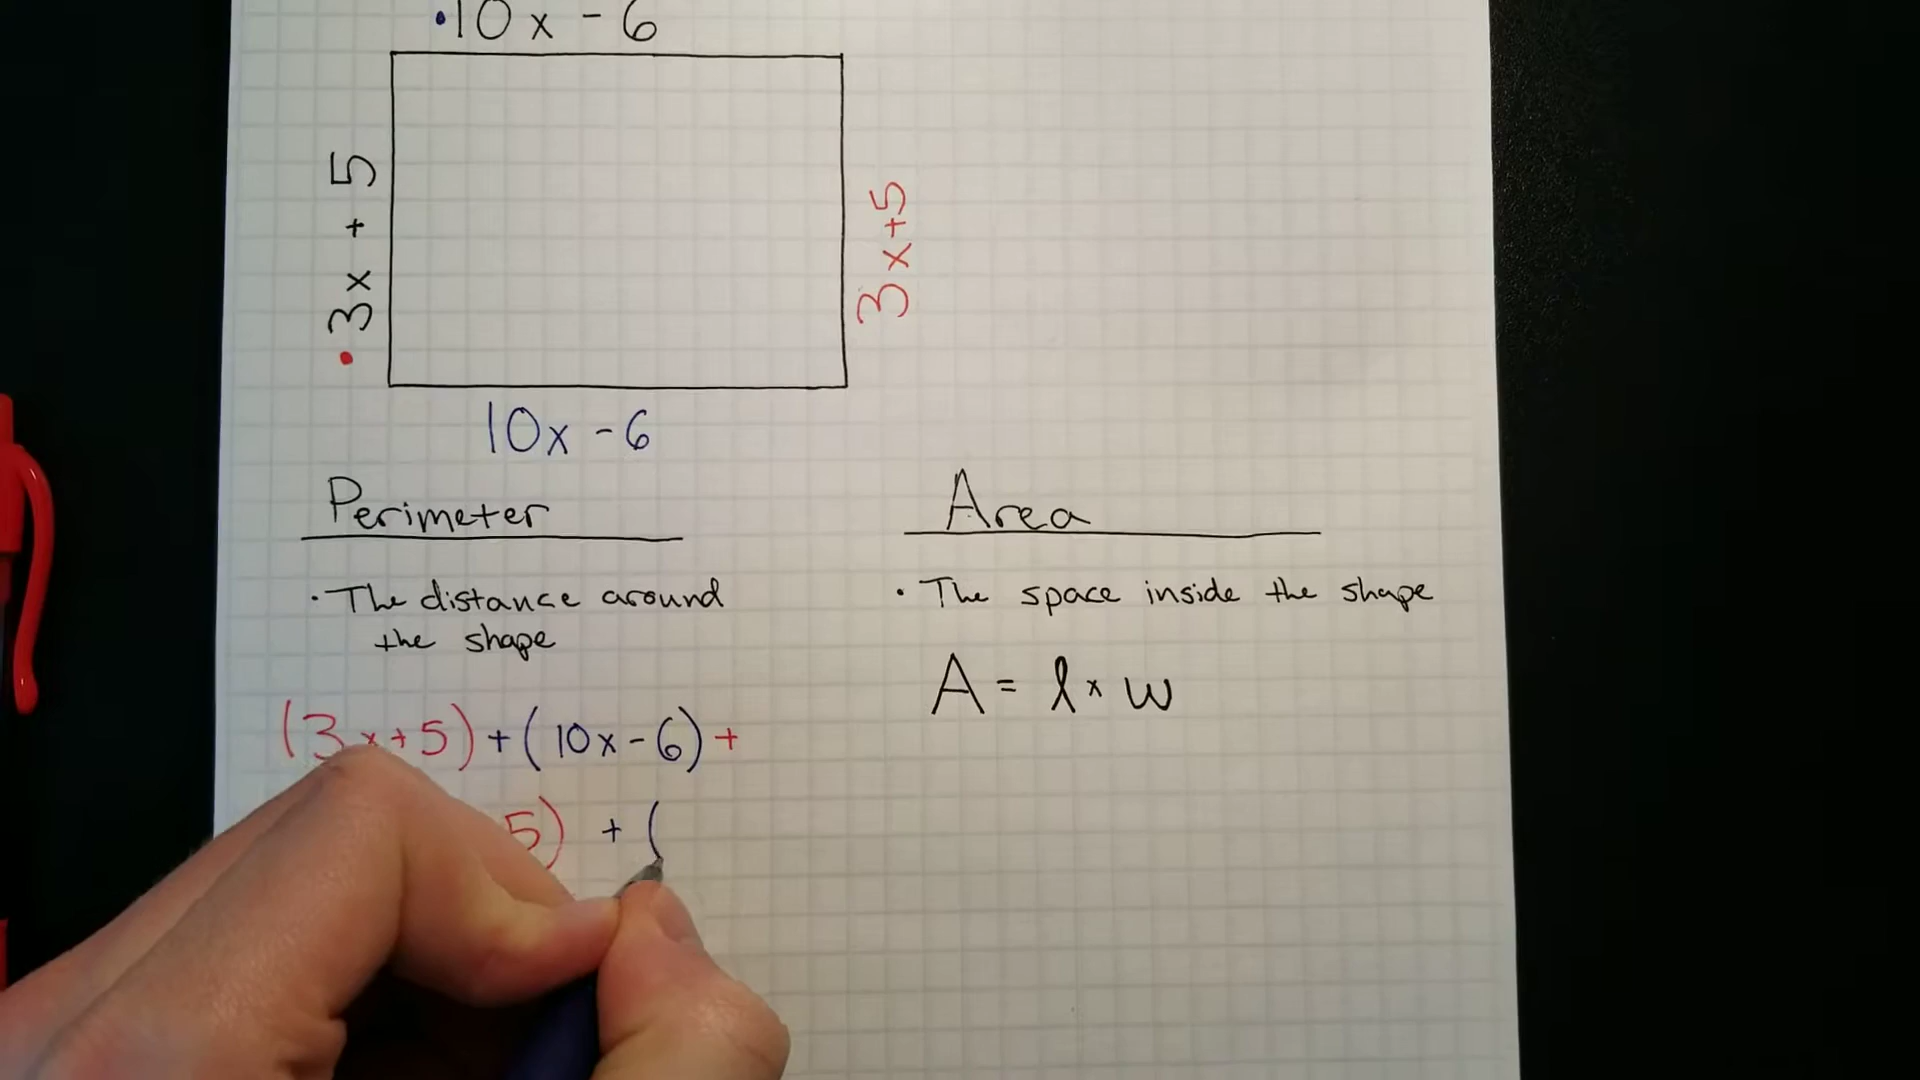 •10x - 6
•3x + 5
3x+5
10x - 6
Perimeter
• The distance around
the shape
(3x+5) + (10x - 6) +
5) + (
Area
• The space inside the shape
A = l × w